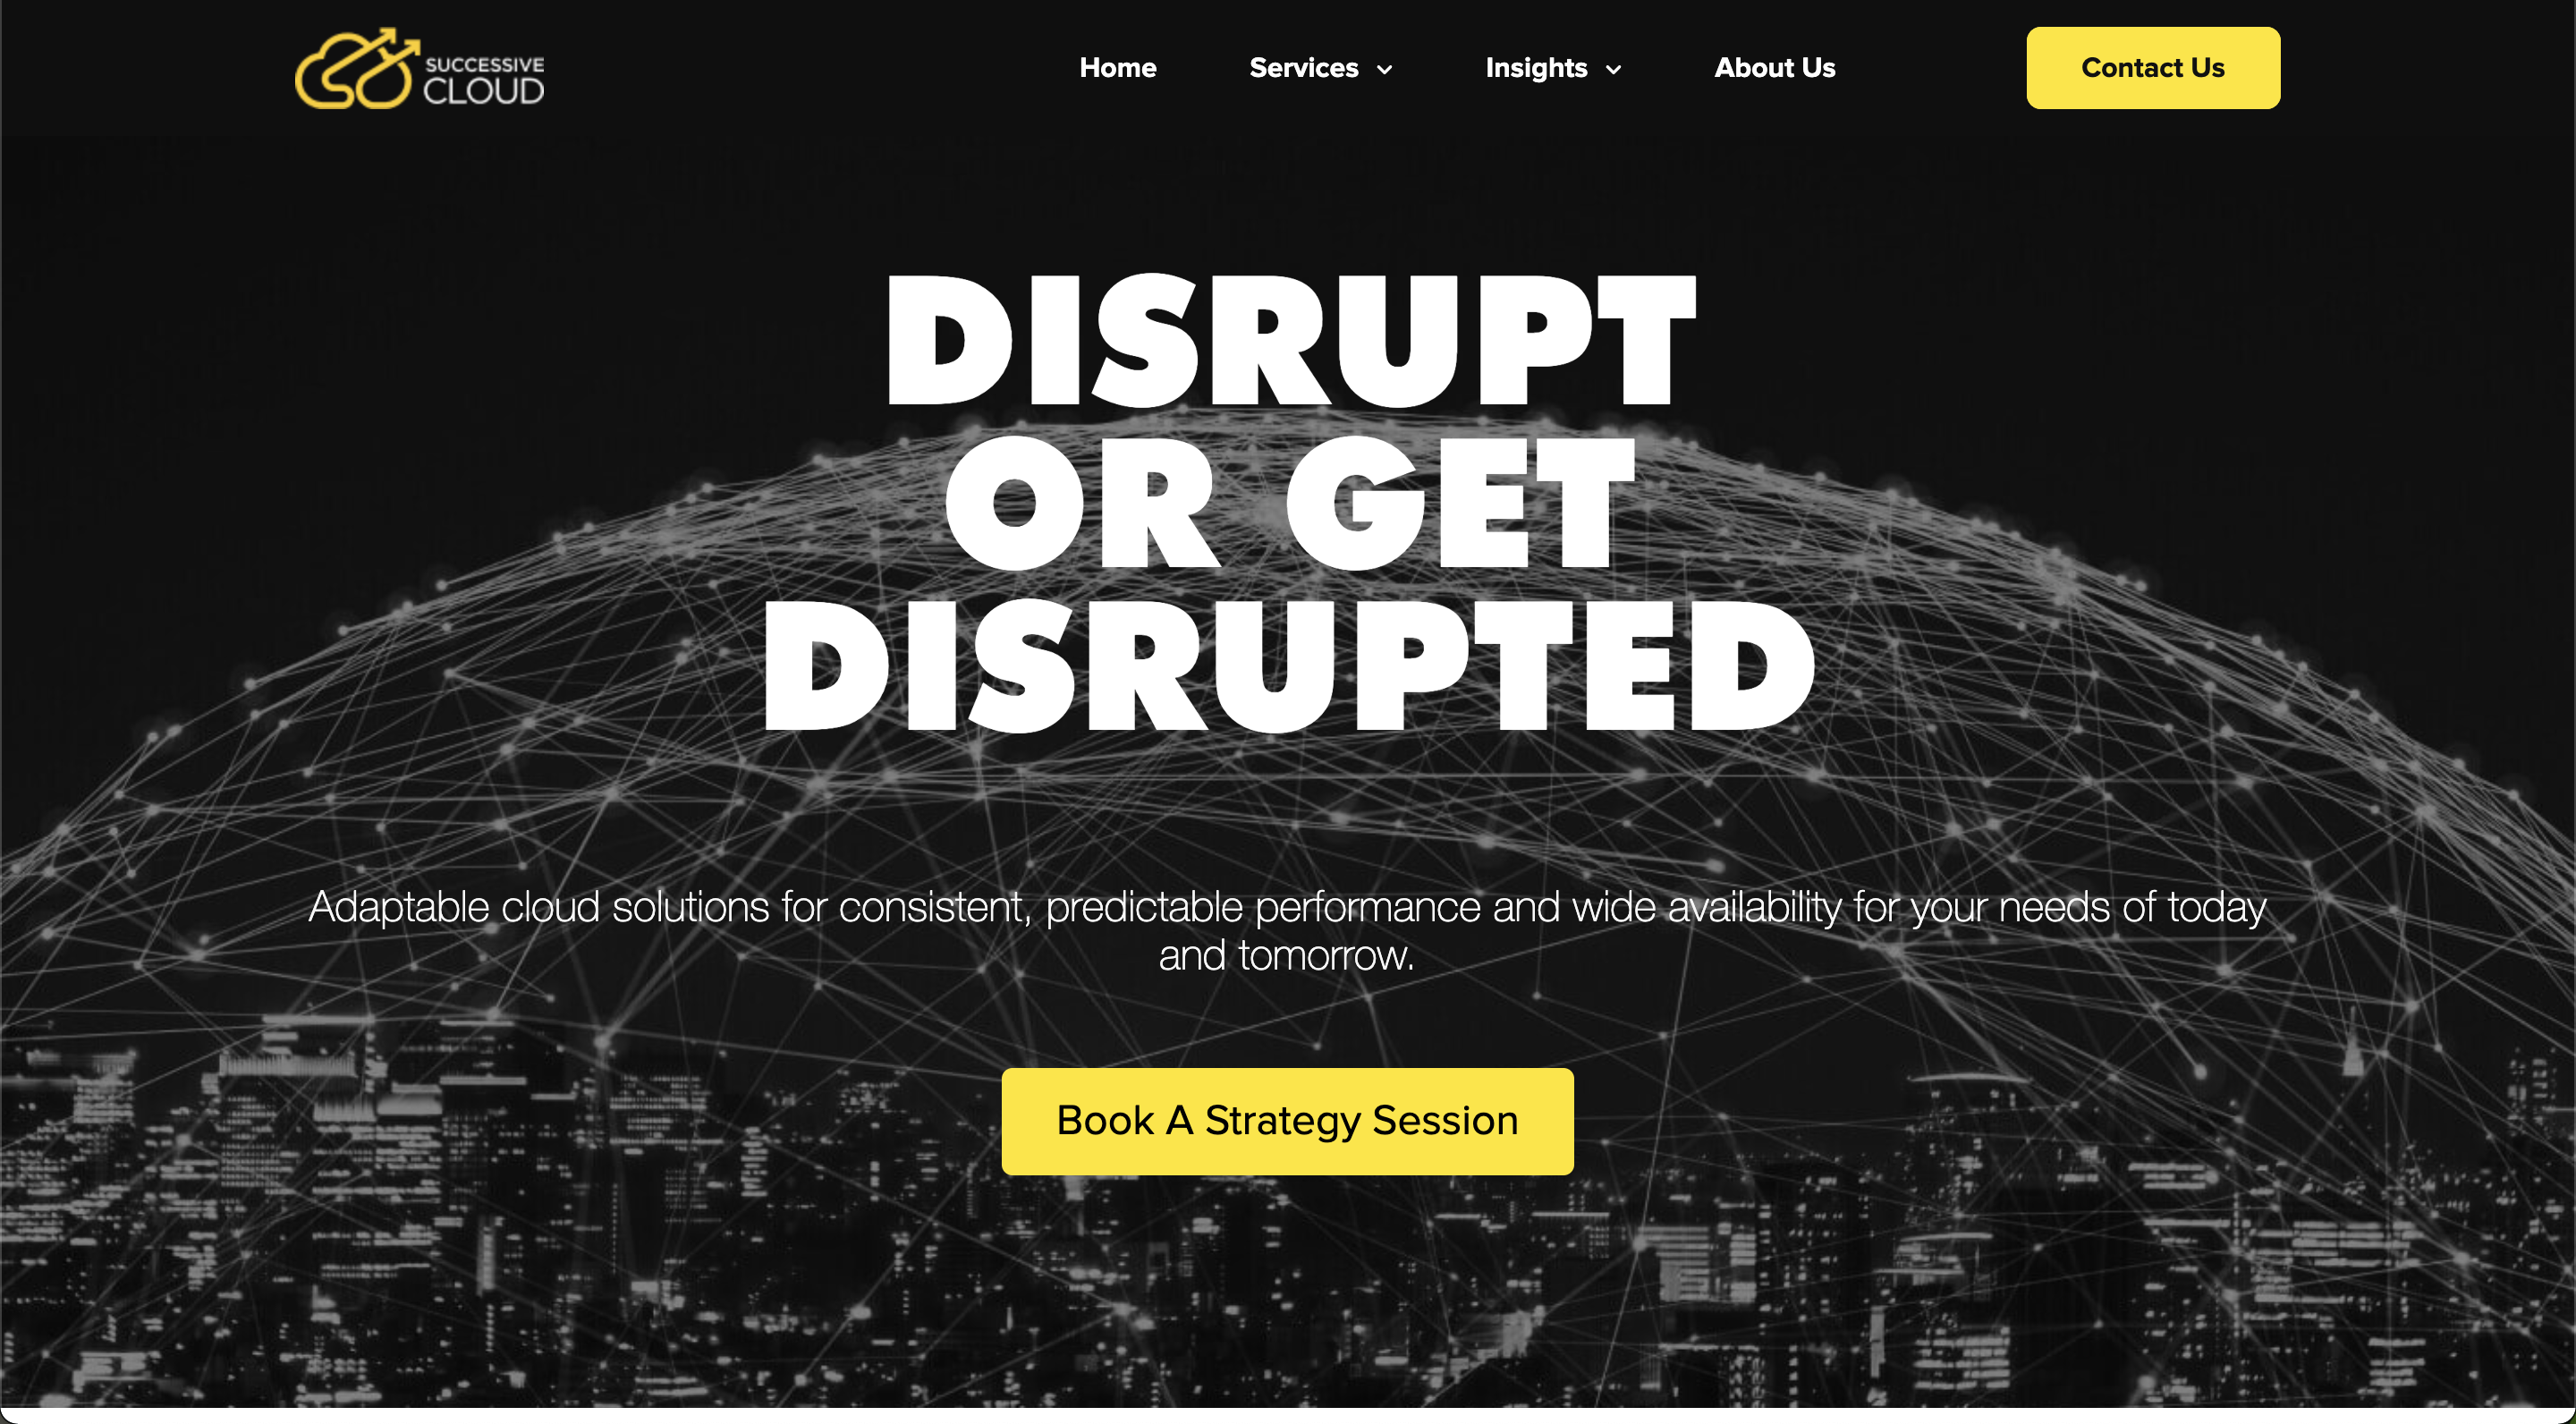 SUCCESSIVE
CLOUD
Home
Services
Insights
About Us
Contact Us
DISRUPT
OR GET
DISRUPTED
Adaptable cloud solutions for consistent, predictable performance and wide availability for your needs of today
and tomorrow.
Book A Strategy Session